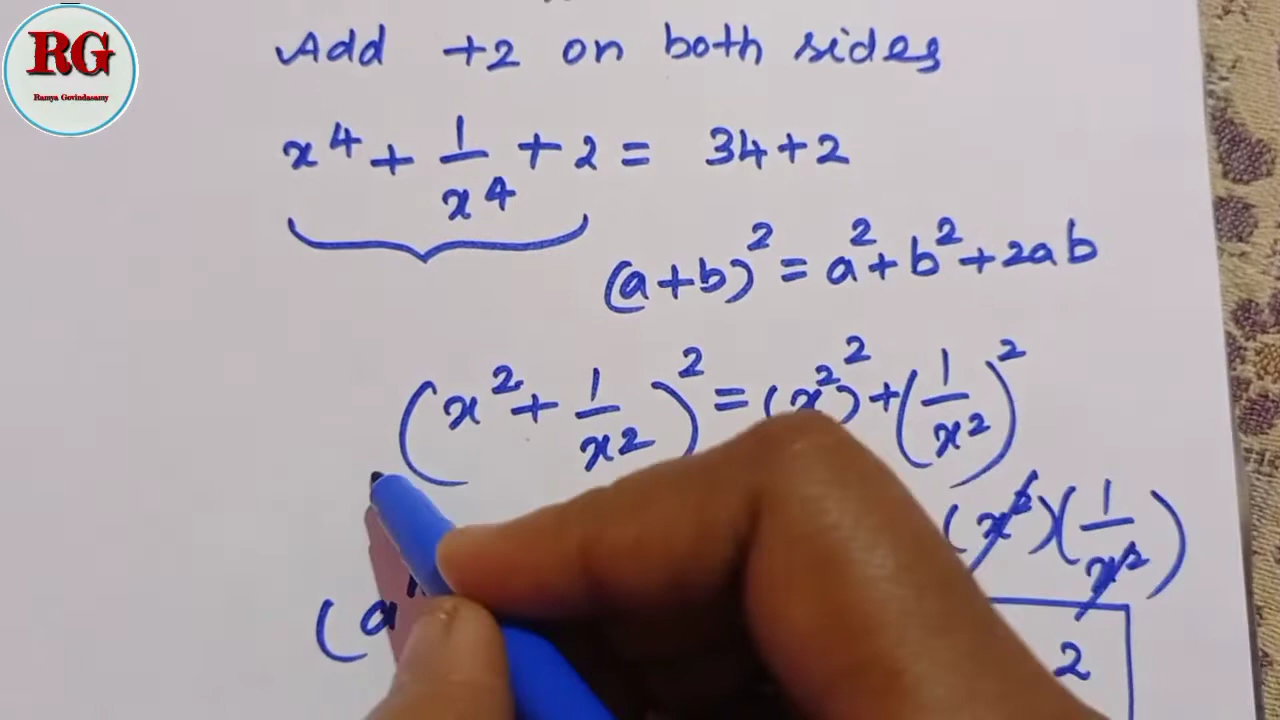 RG
Ramya Govindasamy
Add +2 on both sides
x⁴ + 1/x⁴ + 2 = 34 + 2
(a+b)² = a² + b² + 2ab
(x² + 1/x²)² = (x²)² + (1/x²)²
(x²)(1/x²)
(a
2